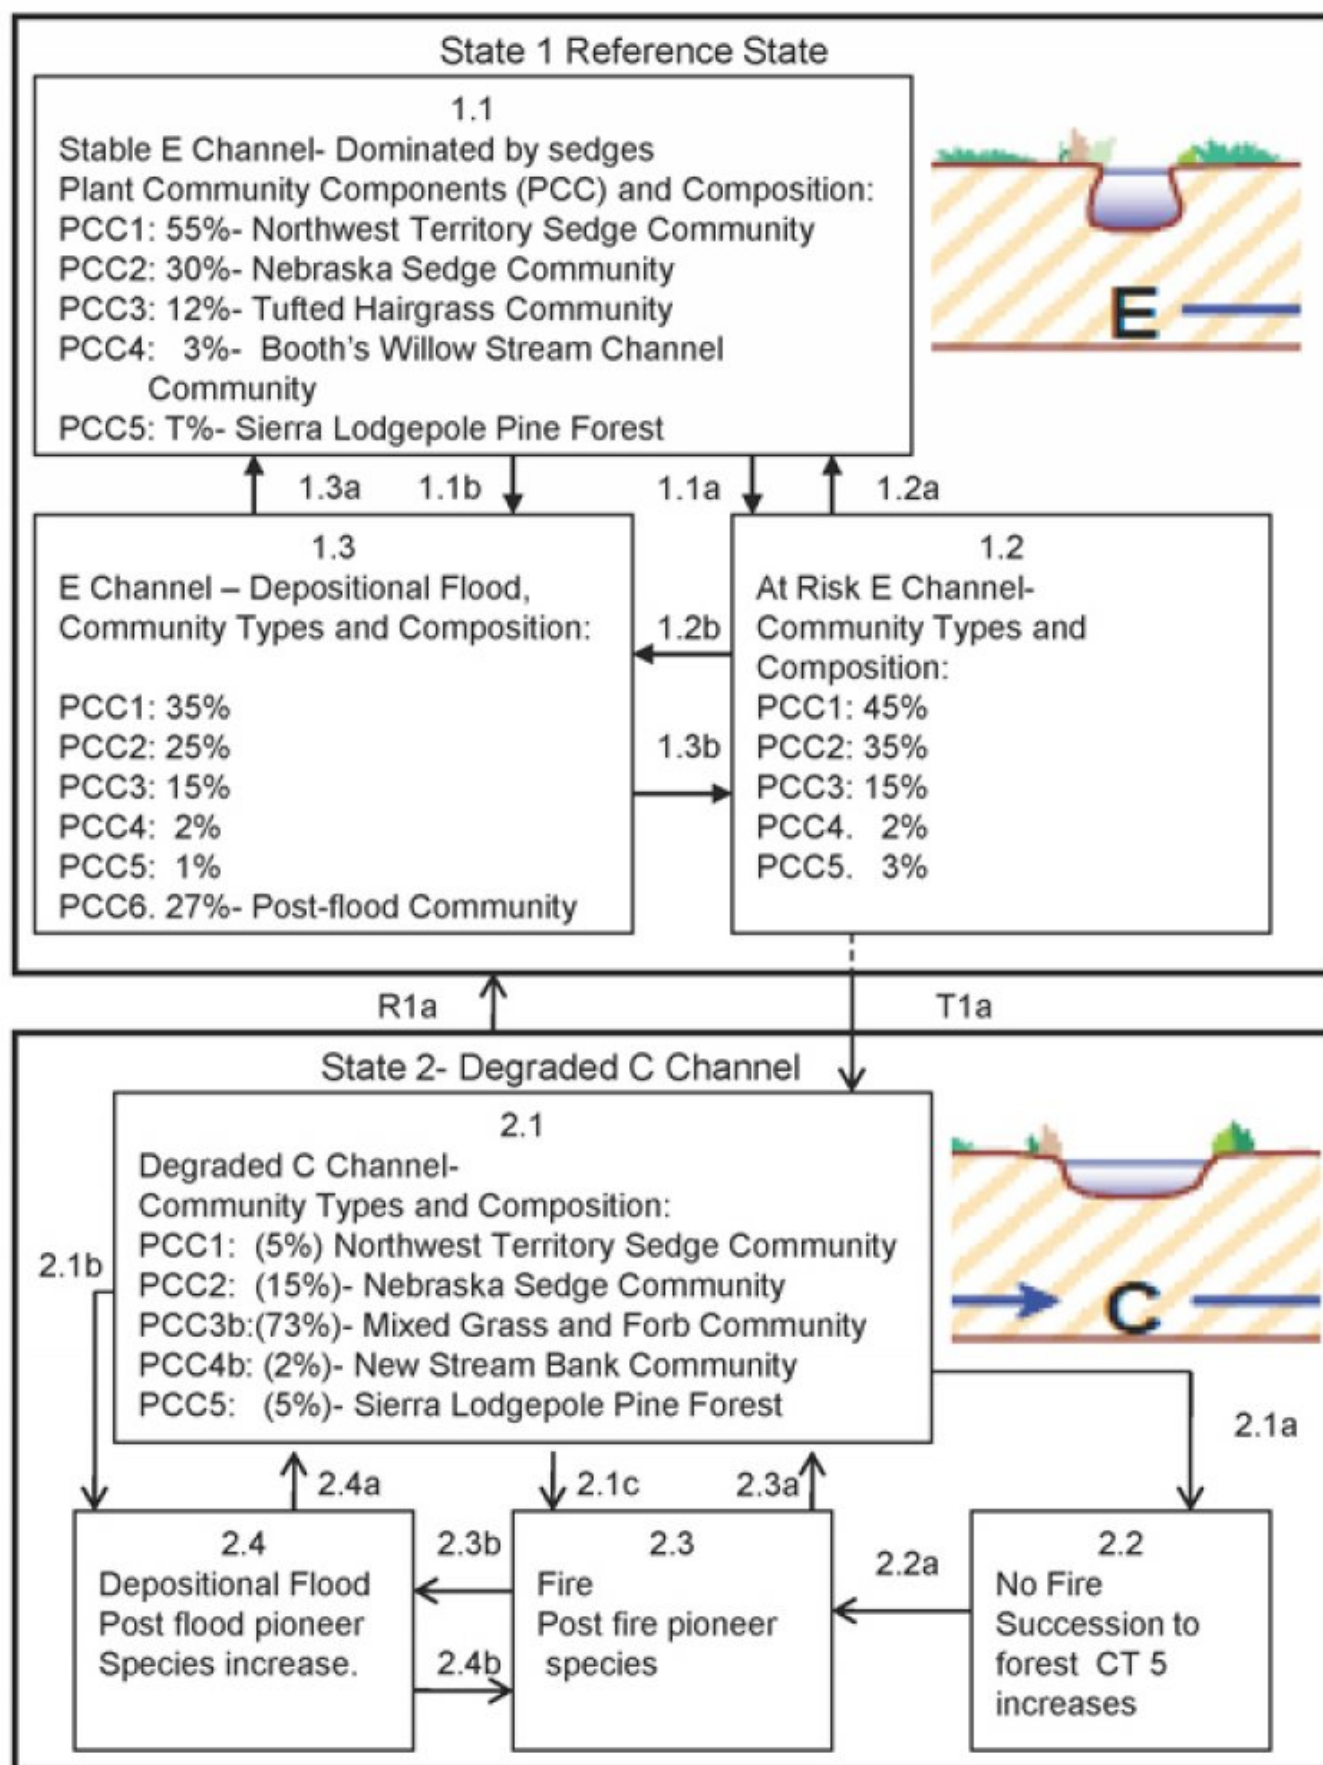 State 1 Reference State
1.1
Stable E Channel- Dominated by sedges
Plant Community Components (PCC) and Composition:
PCC1: 55%- Northwest Territory Sedge Community
PCC2: 30%- Nebraska Sedge Community
PCC3: 12%- Tufted Hairgrass Community
PCC4: 3%- Booth's Willow Stream Channel
Community
PCC5: T%- Sierra Lodgepole Pine Forest
E
1.3a
1.1b
1.1a
1.2a
1.3
E Channel – Depositional Flood,
Community Types and Composition:
PCC1: 35%
PCC2: 25%
PCC3: 15%
PCC4: 2%
PCC5: 1%
PCC6. 27%- Post-flood Community
1.2b
1.3b
1.2
At Risk E Channel-
Community Types and
Composition:
PCC1: 45%
PCC2: 35%
PCC3: 15%
PCC4. 2%
PCC5. 3%
R1a
T1a
State 2- Degraded C Channel
2.1
Degraded C Channel-
Community Types and Composition:
PCC1: (5%) Northwest Territory Sedge Community
PCC2: (15%)- Nebraska Sedge Community
PCC3b:(73%)- Mixed Grass and Forb Community
PCC4b: (2%)- New Stream Bank Community
PCC5: (5%)- Sierra Lodgepole Pine Forest
C
2.1b
2.1a
2.4a
2.1c
2.3a
2.4
Depositional Flood
Post flood pioneer
Species increase.
2.3b
2.4b
2.3
Fire
Post fire pioneer
species
2.2a
2.2
No Fire
Succession to
forest CT 5
increases